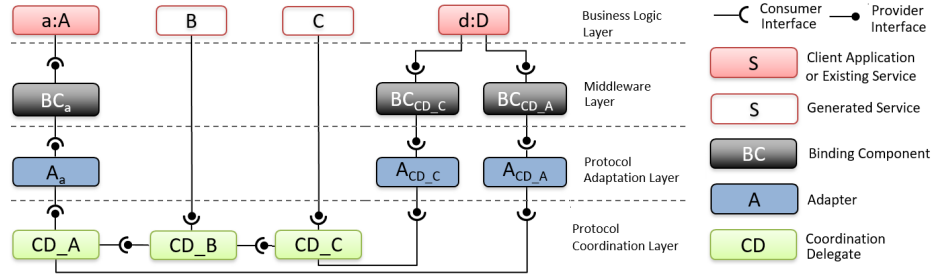 a:A
B
C
d:D
Business Logic
Layer
Consumer
Interface
Provider
Interface
S
Client Application
or Existing Service
BCa
BCCD_C
BCCD_A
Middleware
Layer
S
Generated Service
BC
Binding Component
Aa
ACD_C
ACD_A
Protocol
Adaptation Layer
A
Adapter
CD_A
CD_B
CD_C
Protocol
Coordination Layer
CD
Coordination
Delegate